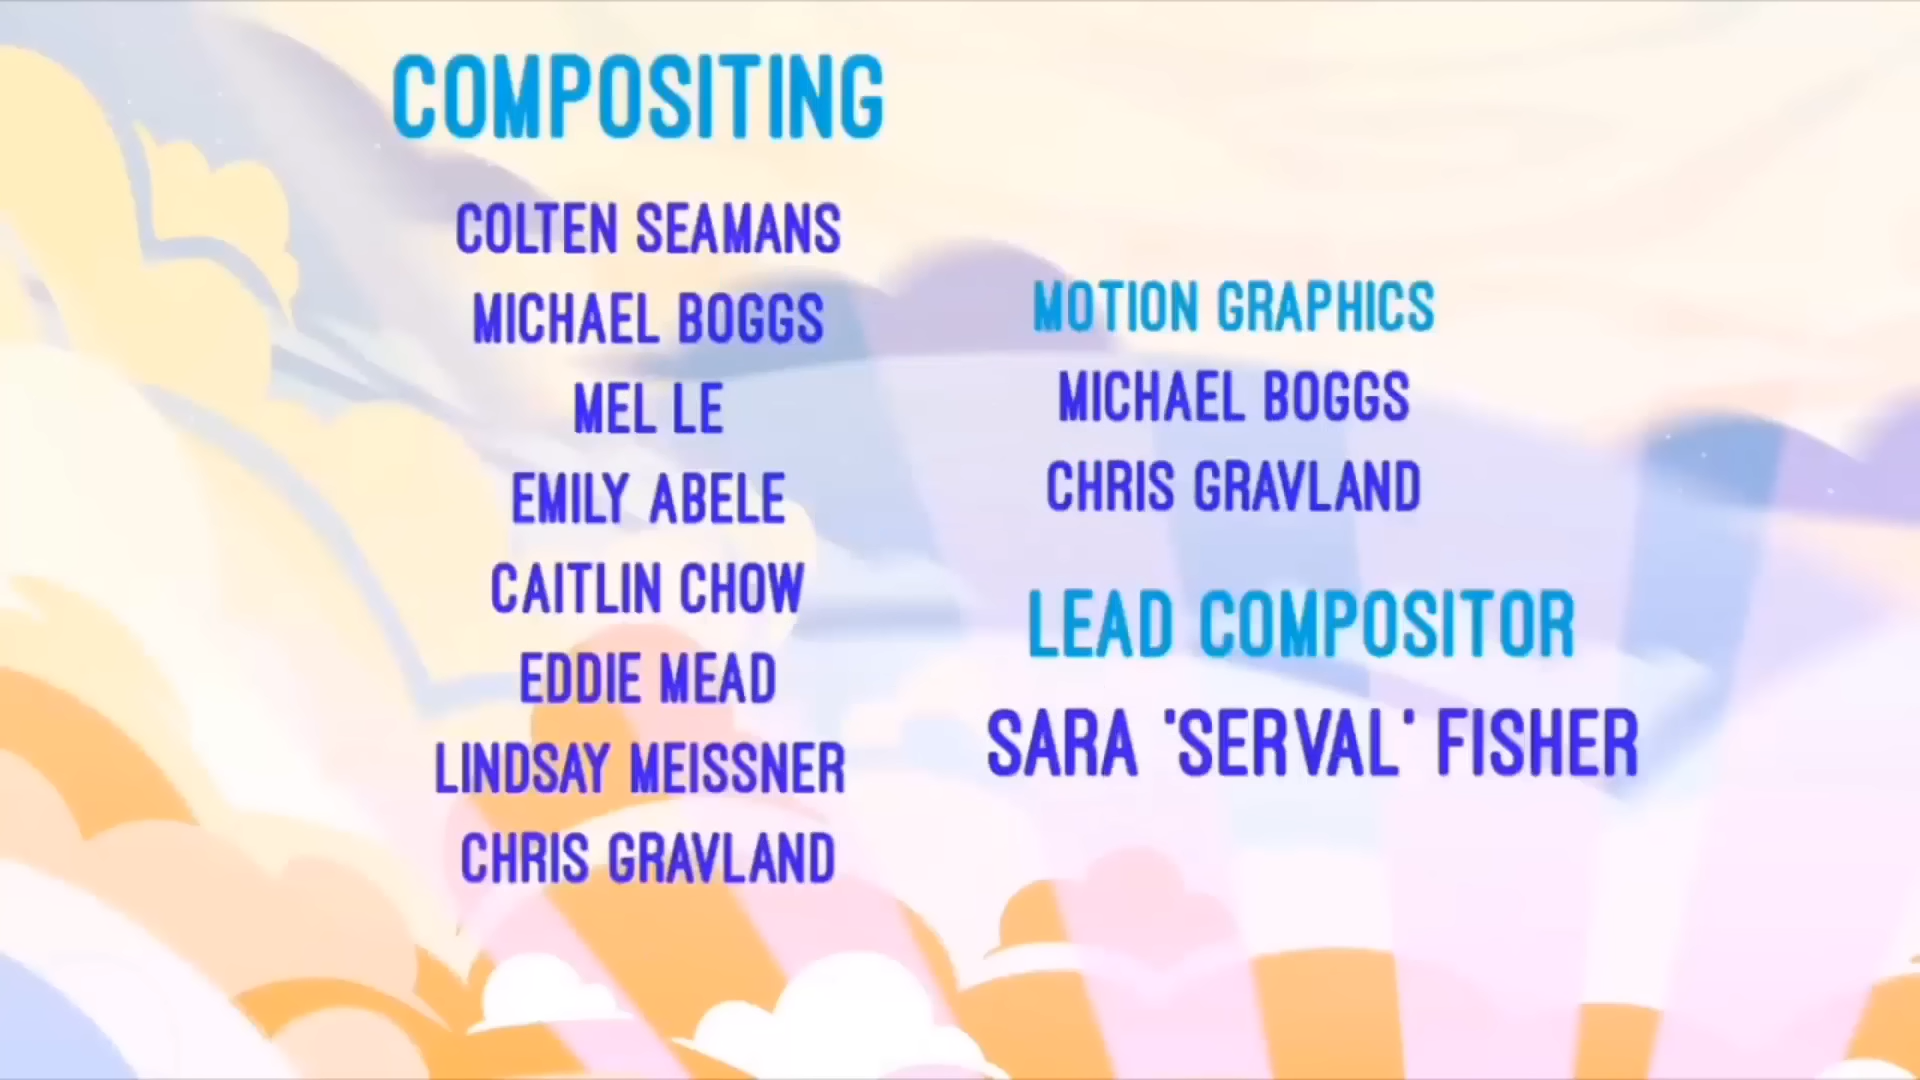 COMPOSITING
COLTEN SEAMANS
MICHAEL BOGGS
MEL LE
EMILY ABELE
CAITLIN CHOW
EDDIE MEAD
LINDSAY MEISSNER
CHRIS GRAVLAND
MOTION GRAPHICS
MICHAEL BOGGS
CHRIS GRAVLAND
LEAD COMPOSITOR
SARA 'SERVAL' FISHER